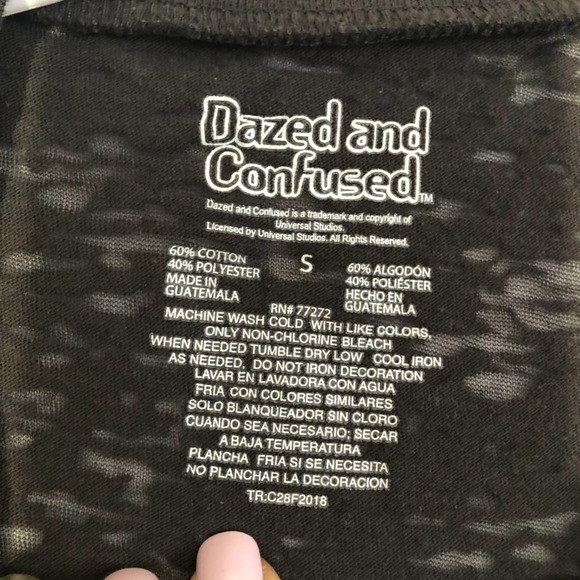 Dazed and
Confused™
Dazed and Confused is a trademark and copyright of
Universal Studios.
Licensed by Universal Studios. All Rights Reserved.
60% COTTON
40% POLYESTER
MADE IN
GUATEMALA
S
60% ALGODÓN
40% POLIÉSTER
HECHO EN
GUATEMALA
RN# 77272
MACHINE WASH COLD WITH LIKE COLORS,
ONLY NON-CHLORINE BLEACH
WHEN NEEDED TUMBLE DRY LOW COOL IRON
AS NEEDED, DO NOT IRON DECORATION
LAVAR EN LAVADORA CON AGUA
FRIA CON COLORES SIMILARES
SOLO BLANQUEADOR SIN CLORO
CUANDO SEA NECESARIO; SECAR
A BAJA TEMPERATURA
PLANCHA FRIA SI SE NECESITA
NO PLANCHAR LA DECORACION
TR:C28F2018